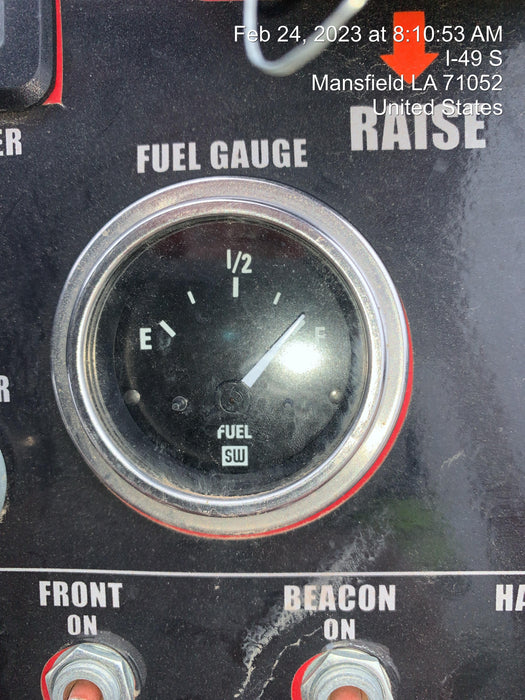 Feb 24, 2023 at 8:10:53 AM
I-49 S
Mansfield LA 71052
United States
RAISE
ER
FUEL GAUGE
1/2
E F
R
FUEL
SW
FRONT BEACON HA
ON ON